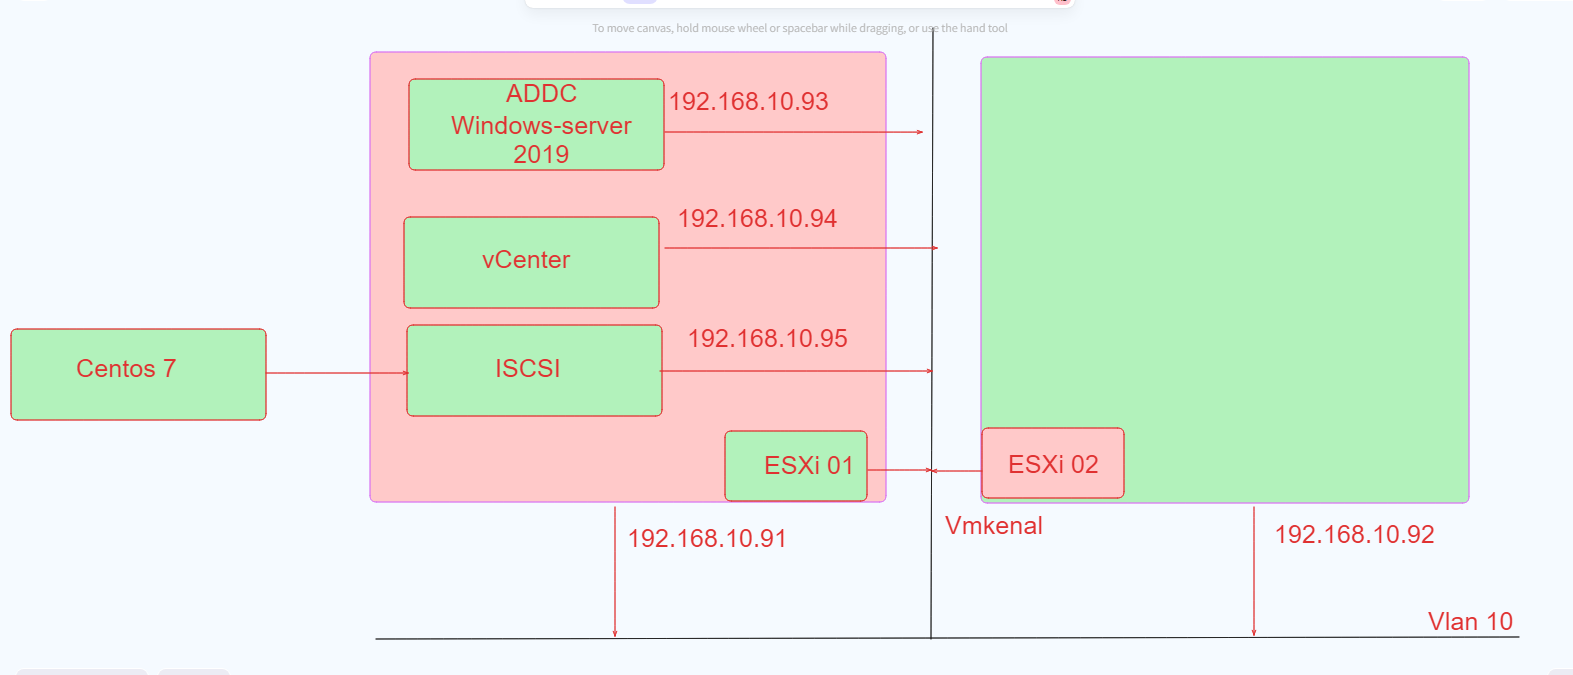 To move canvas, hold mouse wheel or spacebar while dragging, or use the hand tool
ADDC
Windows-server
2019
192.168.10.93
192.168.10.94
vCenter
192.168.10.95
Centos 7
ISCSI
ESXi 01
ESXi 02
Vmkenal
192.168.10.91
192.168.10.92
Vlan 10